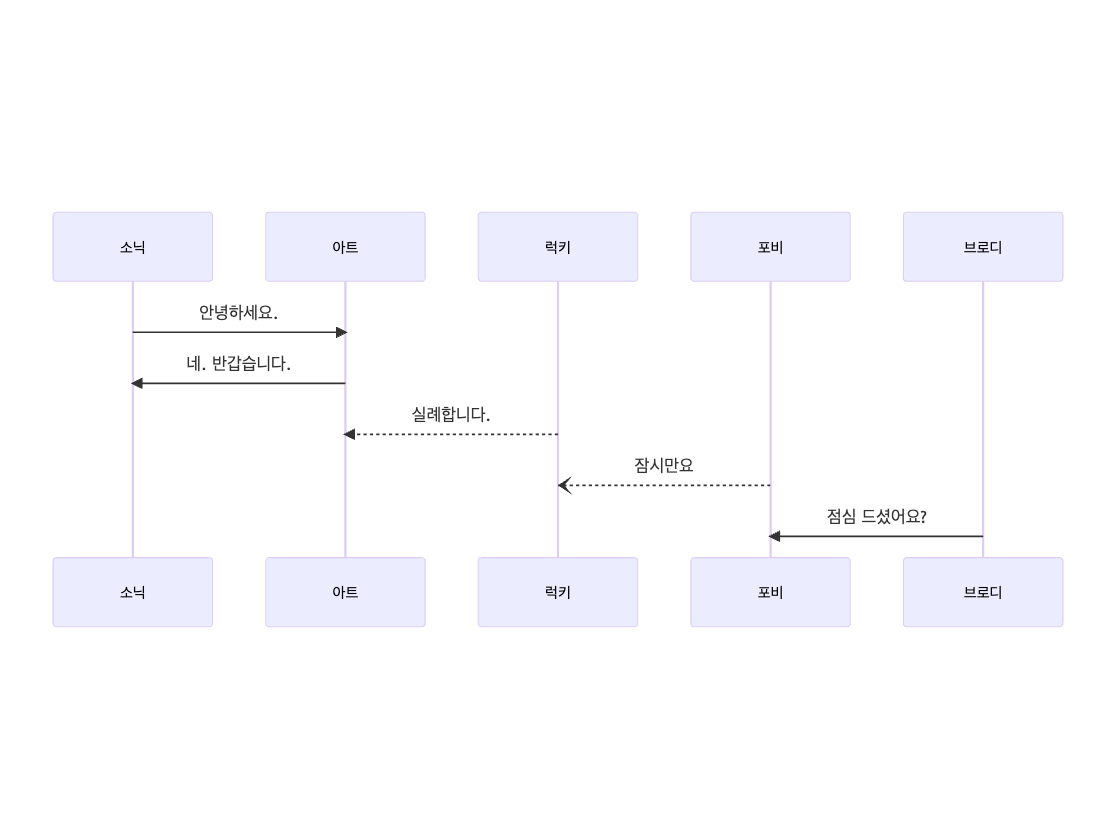 소닉 아트 럭키 포비 브로디
안녕하세요.
네. 반갑습니다.
실례합니다.
잠시만요
점심 드셨어요?
소닉 아트 럭키 포비 브로디